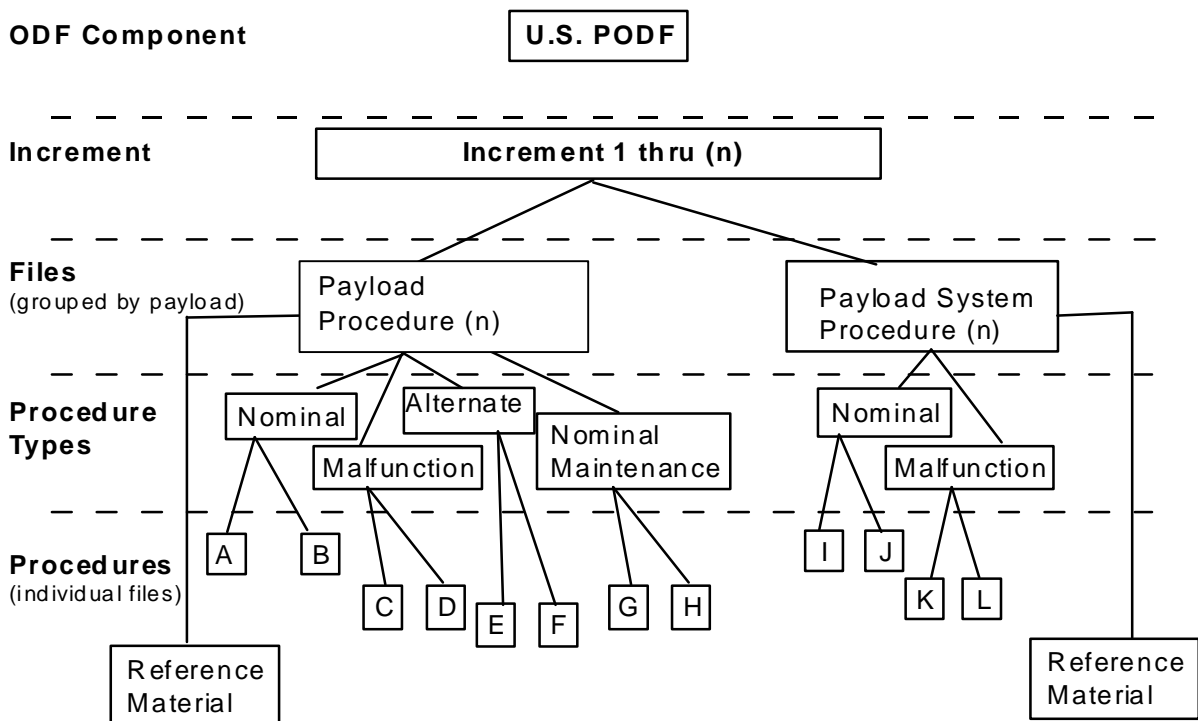 ODF Component
U.S. PODF
Increment
Increment 1 thru (n)
Files
(grouped by payload)
Payload
Procedure (n)
Payload System
Procedure (n)
Procedure
Types
Nominal
Malfunction
Alternate
Nominal
Maintenance
Nominal
Malfunction
Procedures
(individual files)
A
B
C
D
E
F
G
H
I
J
K
L
Reference
Material
Reference
Material